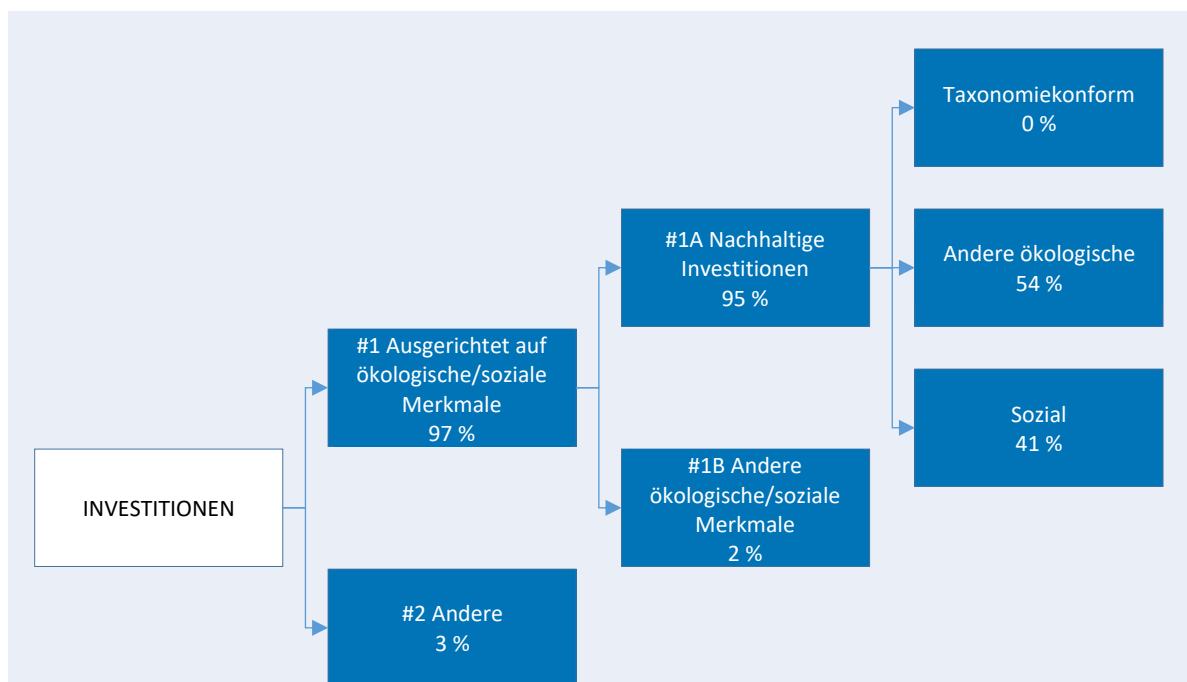 INVESTITIONEN
#1 Ausgerichtet auf
ökologische/soziale
Merkmale
97 %
#2 Andere
3 %
#1A Nachhaltige
Investitionen
95 %
#1B Andere
ökologische/soziale
Merkmale
2 %
Taxonomiekonform
0 %
Andere ökologische
54 %
Sozial
41 %